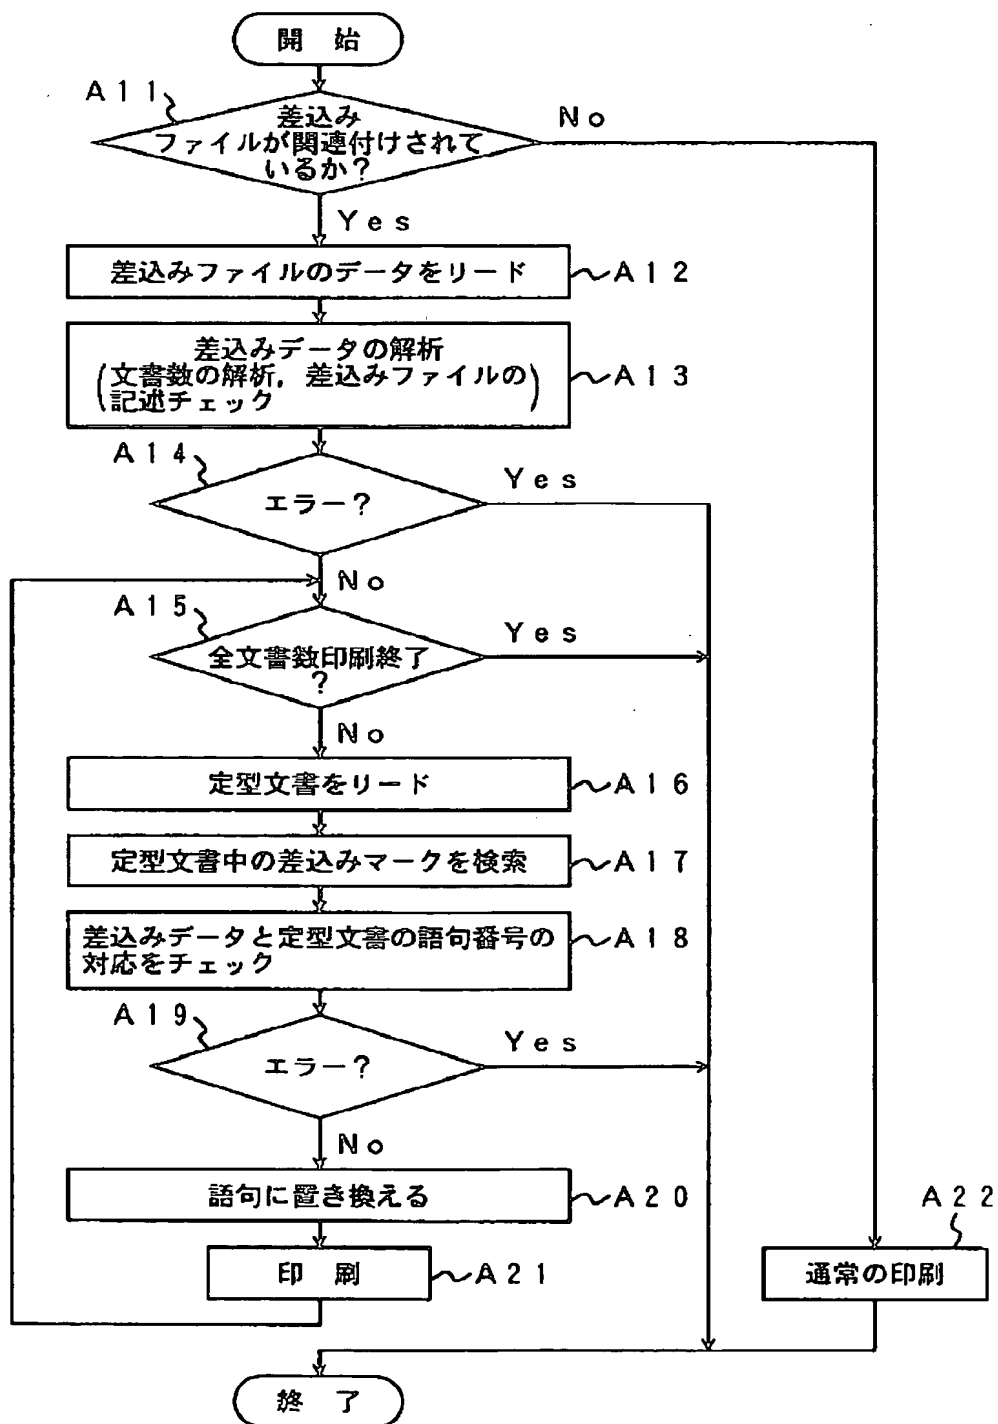 開 始
A11
差込み
ファイルが関連付けされて
いるか?
No
Yes
差込みファイルのデータをリード
A12
差込みデータの解析
(文書数の解析,差込みファイルの
記述チェック)
A13
A14
エラー?
Yes
No
A15
全文書数印刷終了
?
Yes
No
定型文書をリード
A16
定型文書中の差込みマークを検索
A17
差込みデータと定型文書の語句番号の
対応をチェック
A18
A19
エラー?
Yes
No
語句に置き換える
A20
A22
印 刷
A21
通常の印刷
終 了